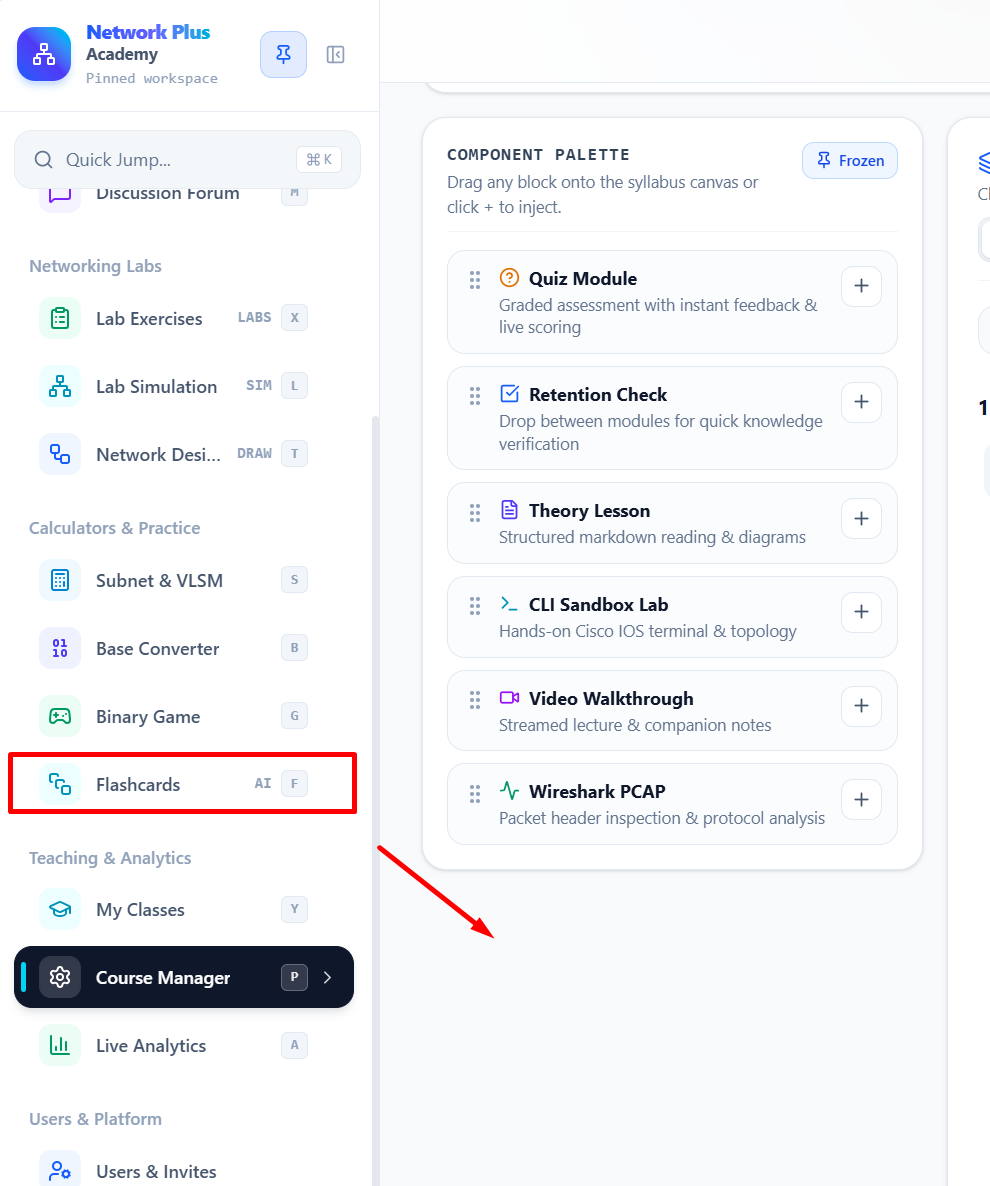 Network Plus
Academy
Pinned workspace
Quick Jump...
⌘ K
Discussion Forum
M
Networking Labs
Lab Exercises LABS X
Lab Simulation SIM L
Network Desi... DRAW T
Calculators & Practice
Subnet & VLSM S
Base Converter B
Binary Game G
Flashcards AI F
Teaching & Analytics
My Classes Y
Course Manager P
Live Analytics A
Users & Platform
Users & Invites
COMPONENT PALETTE
Frozen
Drag any block onto the syllabus canvas or
click + to inject.
Quiz Module
Graded assessment with instant feedback &
live scoring
Retention Check
Drop between modules for quick knowledge
verification
Theory Lesson
Structured markdown reading & diagrams
CLI Sandbox Lab
Hands-on Cisco IOS terminal & topology
Video Walkthrough
Streamed lecture & companion notes
Wireshark PCAP
Packet header inspection & protocol analysis
1